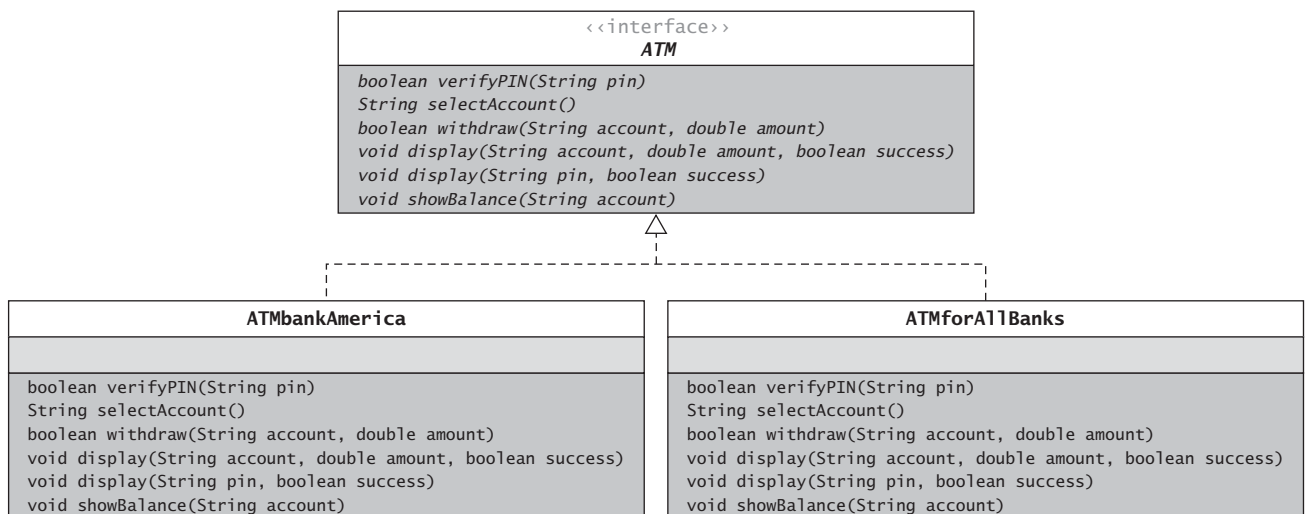 ‹‹interface››
ATM
boolean verifyPIN(String pin)
String selectAccount()
boolean withdraw(String account, double amount)
void display(String account, double amount, boolean success)
void display(String pin, boolean success)
void showBalance(String account)
ATMbankAmerica
boolean verifyPIN(String pin)
String selectAccount()
boolean withdraw(String account, double amount)
void display(String account, double amount, boolean success)
void display(String pin, boolean success)
void showBalance(String account)
ATMforAllBanks
boolean verifyPIN(String pin)
String selectAccount()
boolean withdraw(String account, double amount)
void display(String account, double amount, boolean success)
void display(String pin, boolean success)
void showBalance(String account)